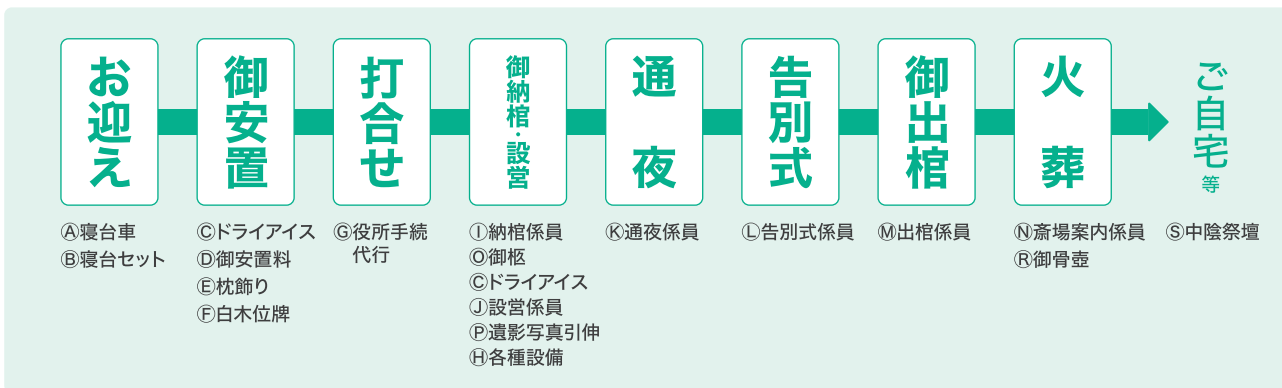 お迎え
Ⓐ寝台車
Ⓑ寝台セット
御安置
Ⓒドライアイス
Ⓓ御安置料
Ⓔ枕飾り
Ⓕ白木位牌
打合せ
Ⓖ役所手続
代行
御納棺・設営
Ⓘ納棺係員
Ⓞ御柩
Ⓒドライアイス
Ⓙ設営係員
Ⓟ遺影写真引伸
Ⓗ各種設備
通夜
Ⓚ通夜係員
告別式
Ⓛ告別式係員
御出棺
Ⓜ出棺係員
火葬
Ⓝ斎場案内係員
Ⓡ御骨壺
ご自宅等
Ⓢ中陰祭壇